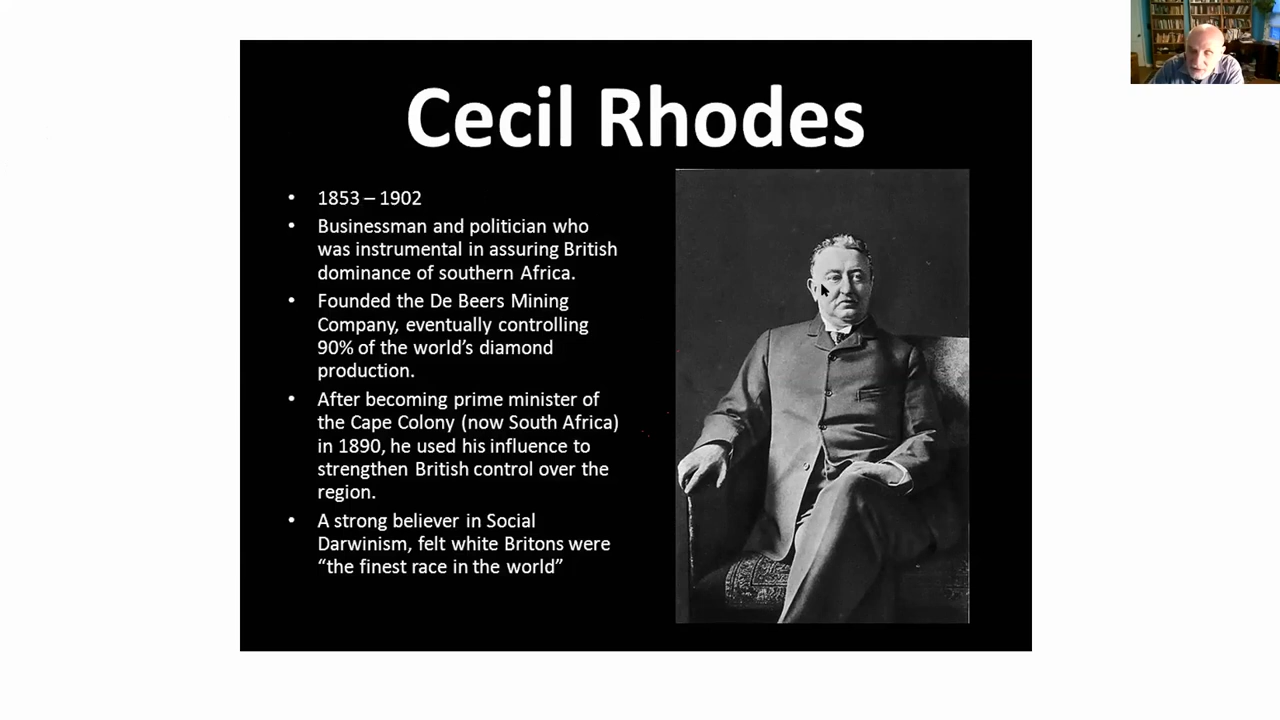 Cecil Rhodes
• 1853 – 1902
• Businessman and politician who
was instrumental in assuring British
dominance of southern Africa.
• Founded the De Beers Mining
Company, eventually controlling
90% of the world’s diamond
production.
• After becoming prime minister of
the Cape Colony (now South Africa)
in 1890, he used his influence to
strengthen British control over the
region.
• A strong believer in Social
Darwinism, felt white Britons were
“the finest race in the world”